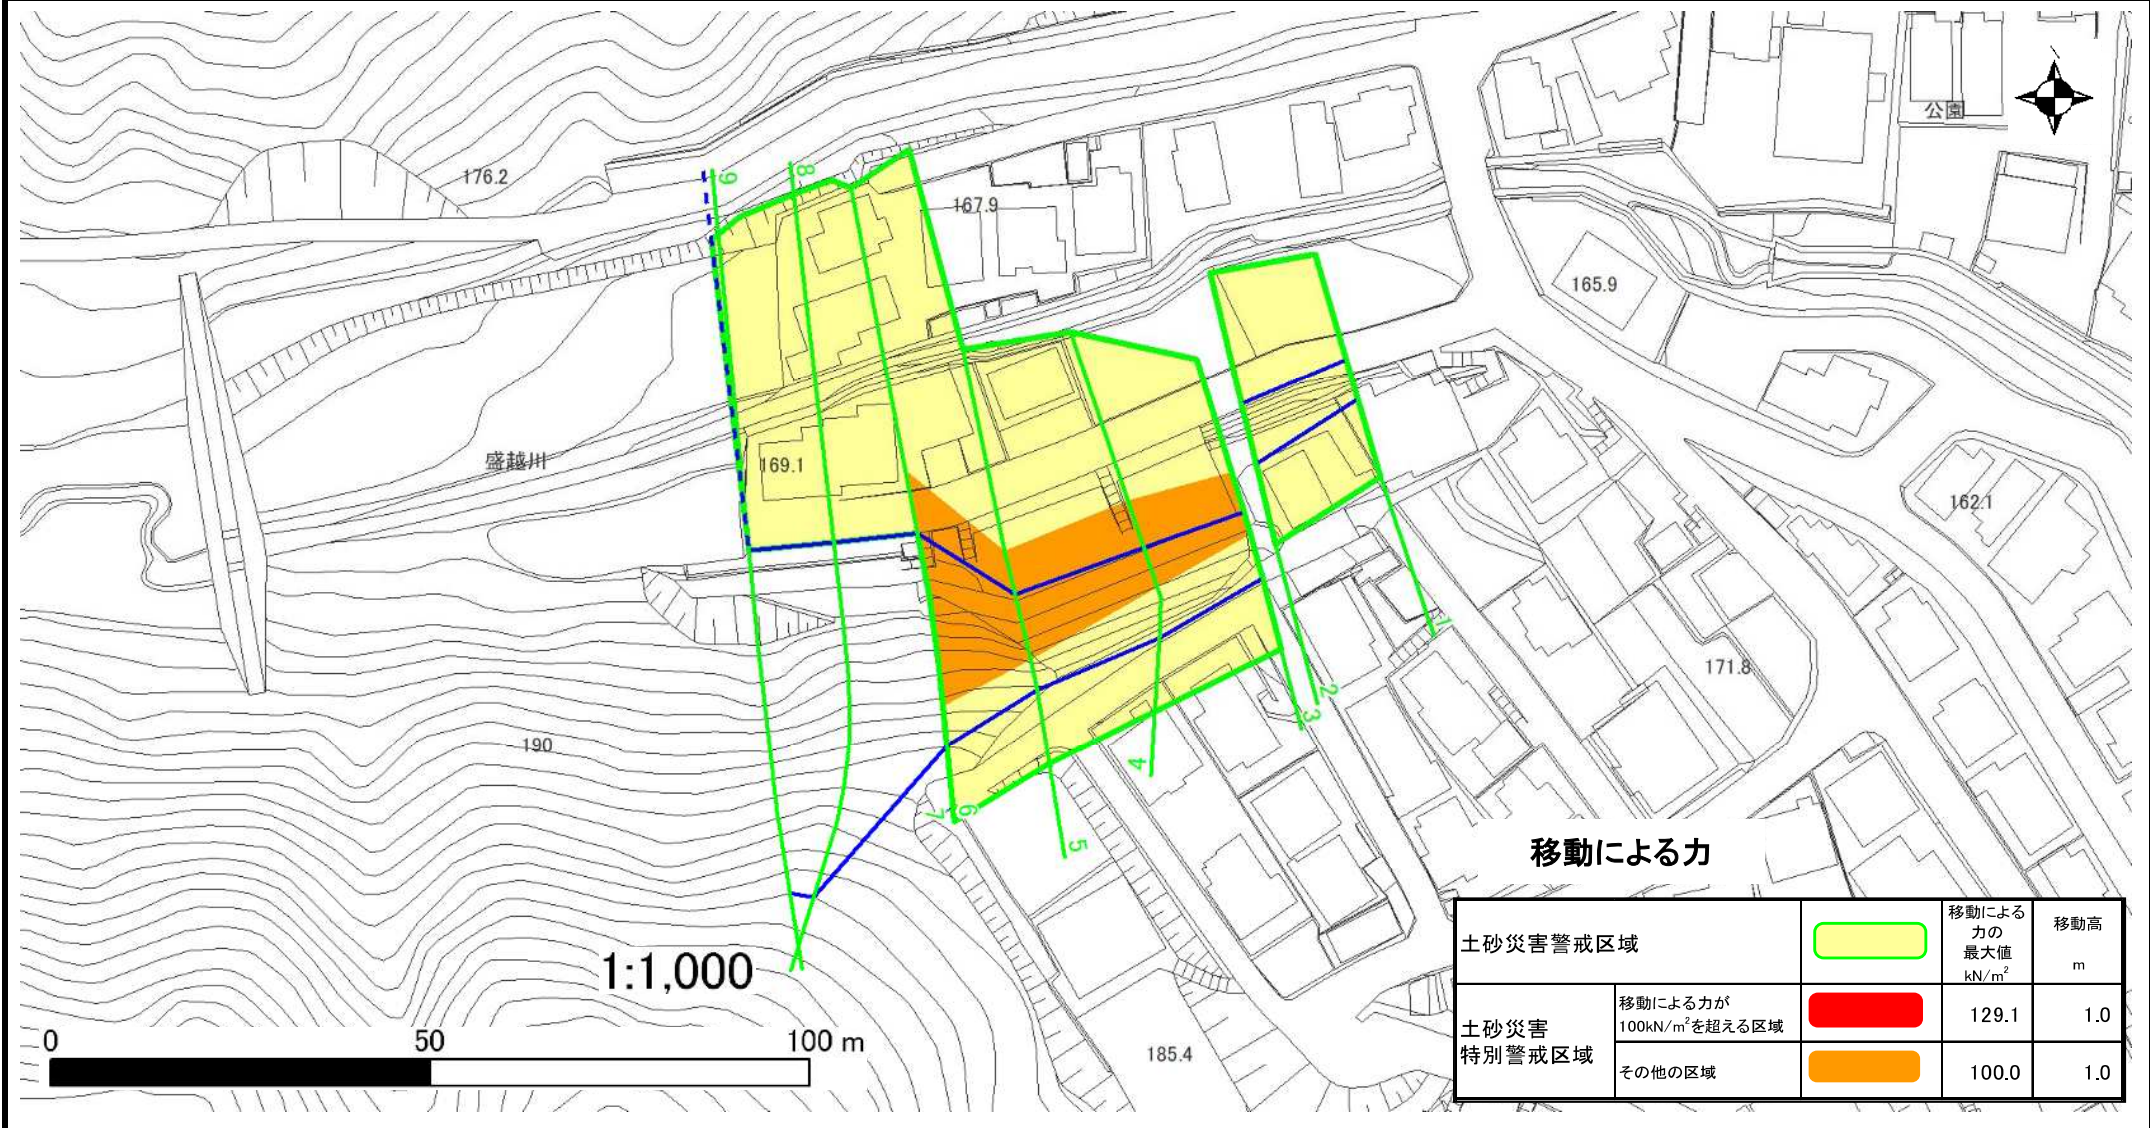 公園
176.2
9
8
167.9
165.9
盛越川
169.1
162.1
1
171.8
2
3
190
4
7
6
5
移動による力
1:1,000
0 50 100 m
185.4
土砂災害警戒区域
移動による
力の
最大値
kN/m²
移動高
m
土砂災害
特別警戒区域
移動による力が
100kN/m²を超える区域
129.1
1.0
その他の区域
100.0
1.0